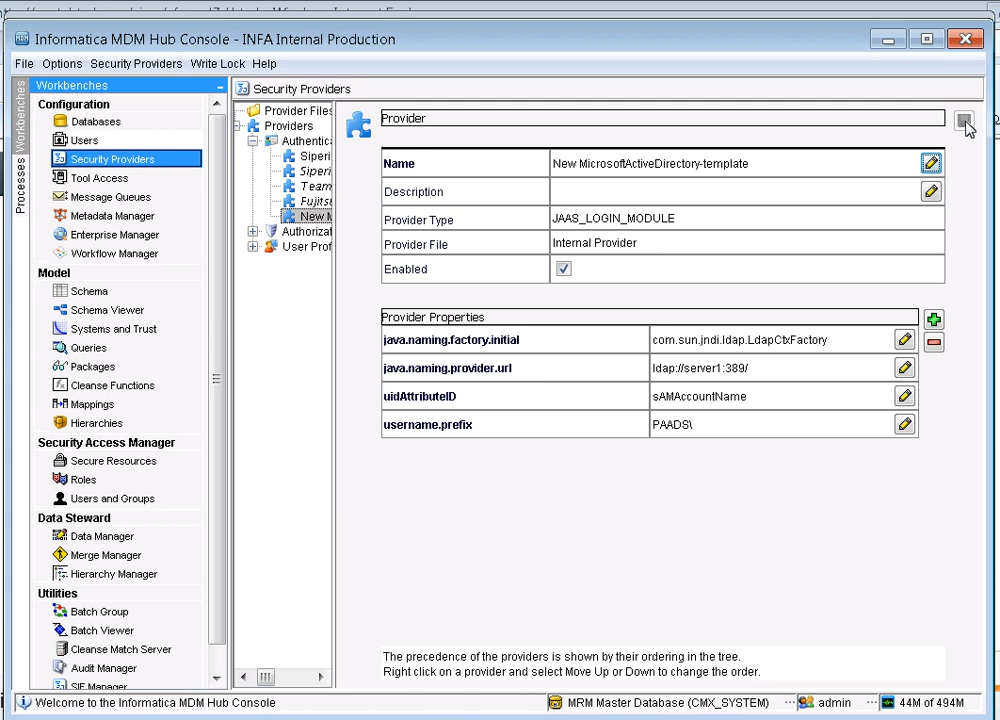 Informatica MDM Hub Console - INFA Internal Production
File Options Security Providers Write Lock Help
Workbenches
Processes
Workbenches
Configuration
Databases
Users
Security Providers
Tool Access
Message Queues
Metadata Manager
Enterprise Manager
Workflow Manager
Model
Schema
Schema Viewer
Systems and Trust
Queries
Packages
Cleanse Functions
Mappings
Hierarchies
Security Access Manager
Secure Resources
Roles
Users and Groups
Data Steward
Data Manager
Merge Manager
Hierarchy Manager
Utilities
Batch Group
Batch Viewer
Cleanse Match Server
Audit Manager
SIF Manager
Security Providers
Provider Files
Providers
Authentica
Siperi
Siperi
Team
Fujits
New M
Authorizat
User Prof
Provider
Name New MicrosoftActiveDirectory-template
Description
Provider Type JAAS_LOGIN_MODULE
Provider File Internal Provider
Enabled
Provider Properties
java.naming.factory.initial com.sun.jndi.ldap.LdapCtxFactory
java.naming.provider.url ldap://server1:389/
uidAttributeID sAMAccountName
username.prefix PAADS\
The precedence of the providers is shown by their ordering in the tree.
Right click on a provider and select Move Up or Down to change the order.
Welcome to the Informatica MDM Hub Console
MRM Master Database (CMX_SYSTEM) ··· admin ··· 44M of 494M